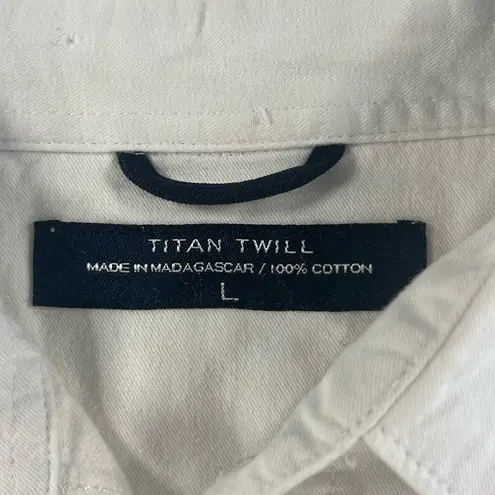 TITAN TWILL
MADE IN MADAGASCAR / 100% COTTON
L